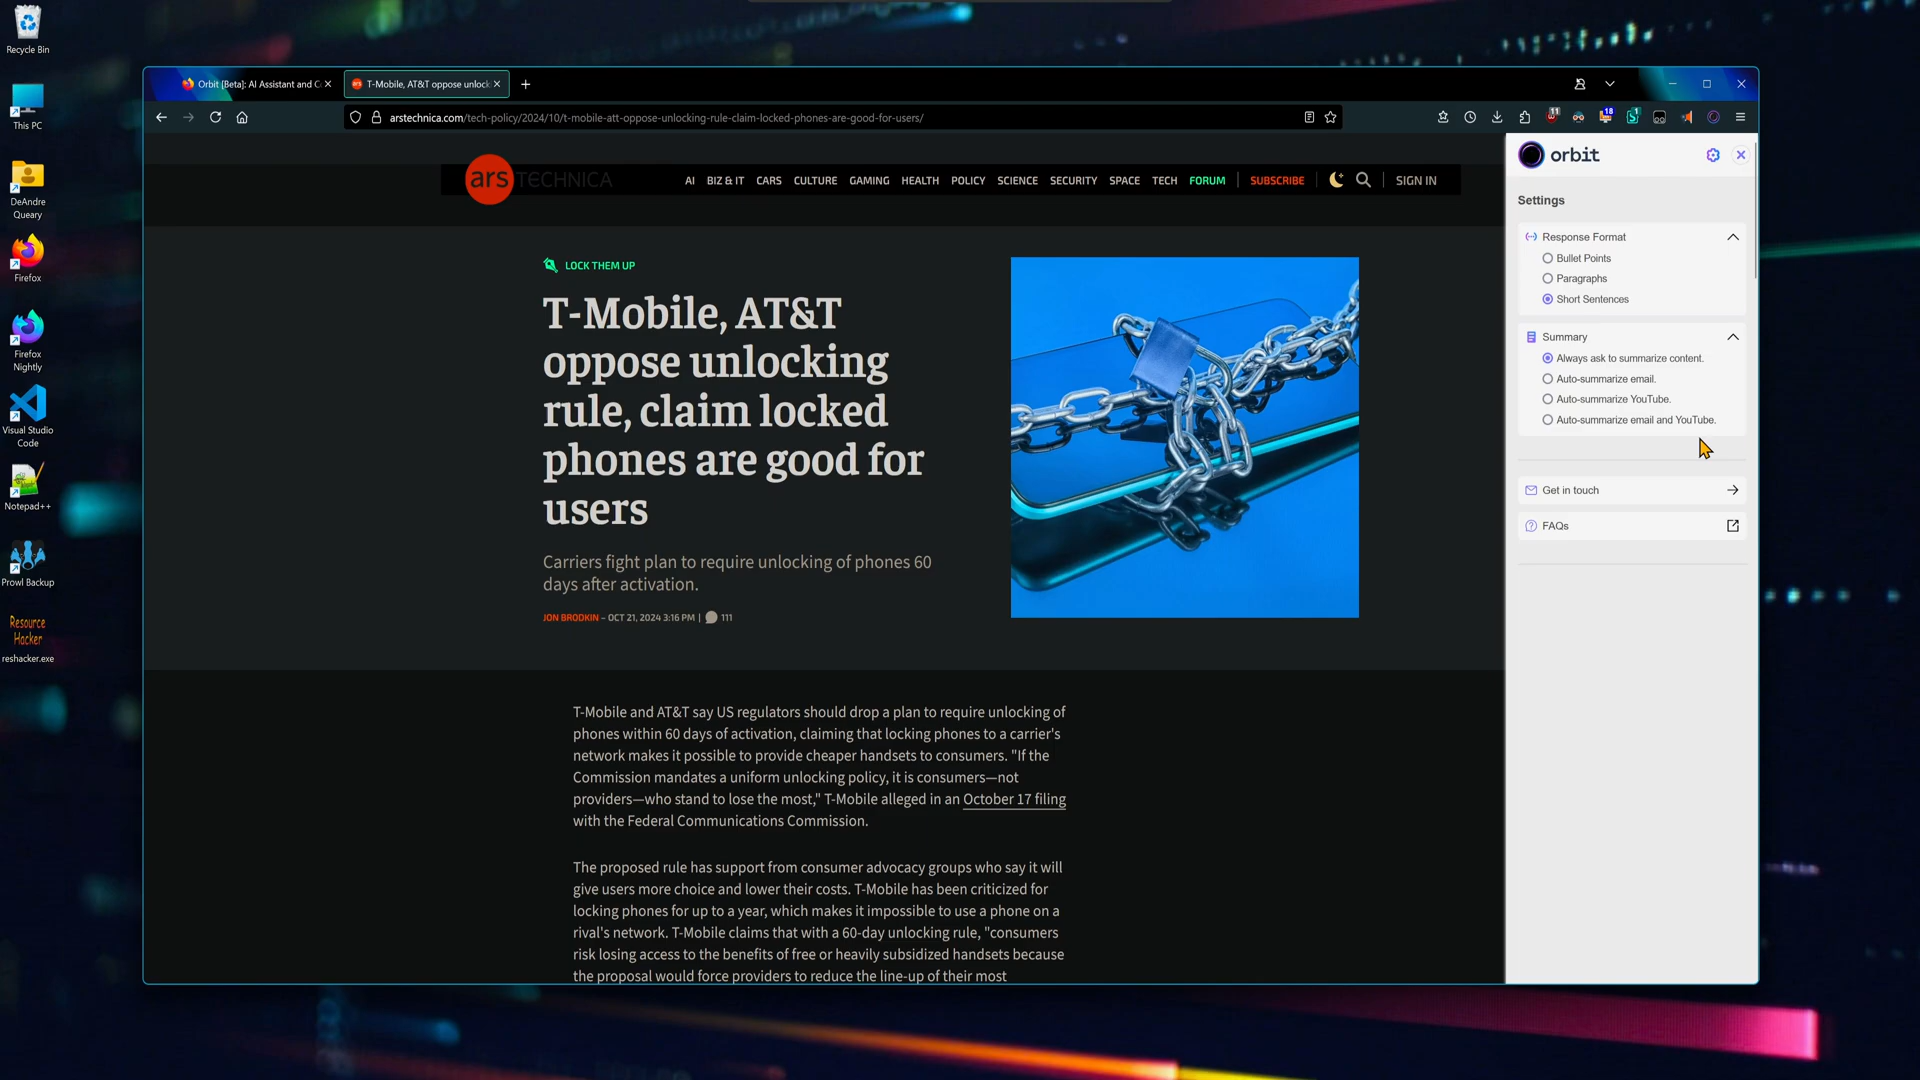 Recycle Bin
This PC
DeAndre
Queary
Firefox
Firefox
Nightly
Visual Studio
Code
Notepad++
Prowl Backup
Resource
Hacker
reshacker.exe
Orbit [Beta]: AI Assistant and C
T-Mobile, AT&T oppose unlock
arstechnica.com/tech-policy/2024/10/t-mobile-att-oppose-unlocking-rule-claim-locked-phones-are-good-for-users/
11
18
1
ars TECHNICA
AI BIZ & IT CARS CULTURE GAMING HEALTH POLICY SCIENCE SECURITY SPACE TECH FORUM SUBSCRIBE SIGN IN
LOCK THEM UP
T-Mobile, AT&T
oppose unlocking
rule, claim locked
phones are good for
users
Carriers fight plan to require unlocking of phones 60
days after activation.
JON BRODKIN – OCT 21, 2024 3:16 PM | 111
T-Mobile and AT&T say US regulators should drop a plan to require unlocking of
phones within 60 days of activation, claiming that locking phones to a carrier's
network makes it possible to provide cheaper handsets to consumers. "If the
Commission mandates a uniform unlocking policy, it is consumers—not
providers—who stand to lose the most," T-Mobile alleged in an October 17 filing
with the Federal Communications Commission.
The proposed rule has support from consumer advocacy groups who say it will
give users more choice and lower their costs. T-Mobile has been criticized for
locking phones for up to a year, which makes it impossible to use a phone on a
rival's network. T-Mobile claims that with a 60-day unlocking rule, "consumers
risk losing access to the benefits of free or heavily subsidized handsets because
the proposal would force providers to reduce the line-up of their most
orbit
Settings
Response Format
Bullet Points
Paragraphs
Short Sentences
Summary
Always ask to summarize content.
Auto-summarize email.
Auto-summarize YouTube.
Auto-summarize email and YouTube.
Get in touch
FAQs